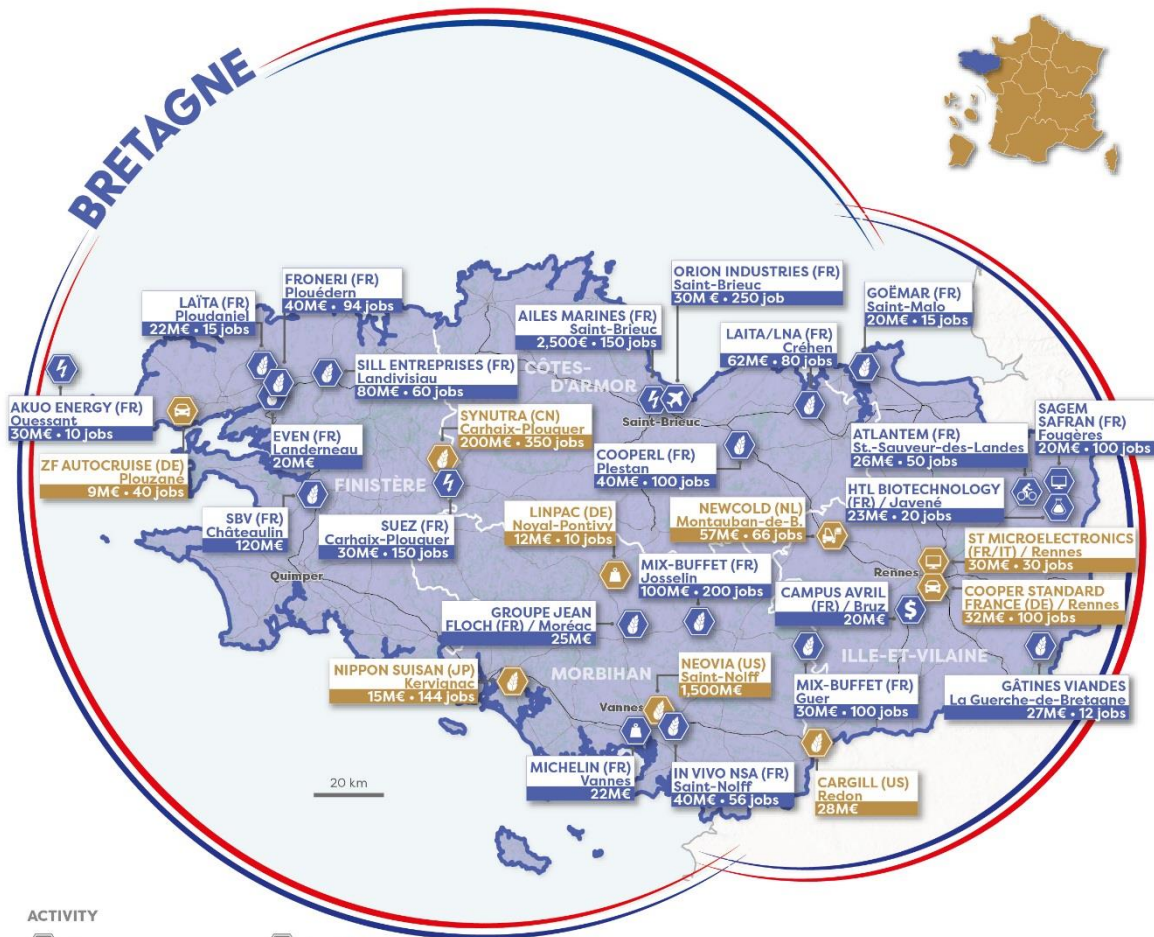 BRETAGNE
FRONERI (FR)
Plouédern
40M€ • 94 jobs
LAÏTA (FR)
Ploudaniel
22M€ • 15 jobs
ORION INDUSTRIES (FR)
Saint-Brieuc
30M € • 250 job
AILES MARINES (FR)
Saint-Brieuc
2,500€ • 150 jobs
GOËMAR (FR)
Saint-Malo
20M€ • 15 jobs
LAITA/LNA (FR)
Créhen
62M€ • 80 jobs
SILL ENTREPRISES (FR)
Landivisiau
80M€ • 60 jobs
CÔTES-
D'ARMOR
AKUO ENERGY (FR)
Ouessant
30M€ • 10 jobs
SYNUTRA (CN)
Carhaix-Plouquer
200M€ • 350 jobs
Saint-Brieuc
SAGEM
SAFRAN (FR)
Fougères
20M€ • 100 jobs
EVEN (FR)
Landerneau
20M€
ATLANTEM (FR)
St.-Sauveur-des-Landes
26M€ • 50 jobs
ZF AUTOCRUISE (DE)
Plouzané
9M€ • 40 jobs
COOPERL (FR)
Plestan
40M€ • 100 jobs
FINISTÈRE
HTL BIOTECHNOLOGY
(FR) / Javené
23M€ • 20 jobs
SBV (FR)
Châteaulin
120M€
SUEZ (FR)
Carhaix-Plouquer
30M€ • 150 jobs
LINPAC (DE)
Noyal-Pontivy
12M€ • 10 jobs
NEWCOLD (NL)
Montauban-de-B.
57M€ • 66 jobs
ST MICROELECTRONICS
(FR/IT) / Rennes
30M€ • 30 jobs
MIX-BUFFET (FR)
Josselin
100M€ • 200 jobs
Rennes
Quimper
CAMPUS AVRIL
(FR) / Bruz
20M€
COOPER STANDARD
FRANCE (DE) / Rennes
32M€ • 100 jobs
GROUPE JEAN
FLOCH (FR) / Moréac
25M€
ILLE-ET-VILAINE
NIPPON SUISAN (JP)
Kervianac
15M€ • 144 jobs
MORBIHAN
NEOVIA (US)
Saint-Nolff
1,500M€
MIX-BUFFET (FR)
Guer
30M€ • 100 jobs
GÂTINES VIANDES
La Guerche-de-Bretagne
27M€ • 12 jobs
Vannes
MICHELIN (FR)
Vannes
22M€
IN VIVO NSA (FR)
Saint-Nolff
40M€ • 56 jobs
CARGILL (US)
Redon
28M€
20 km
ACTIVITY